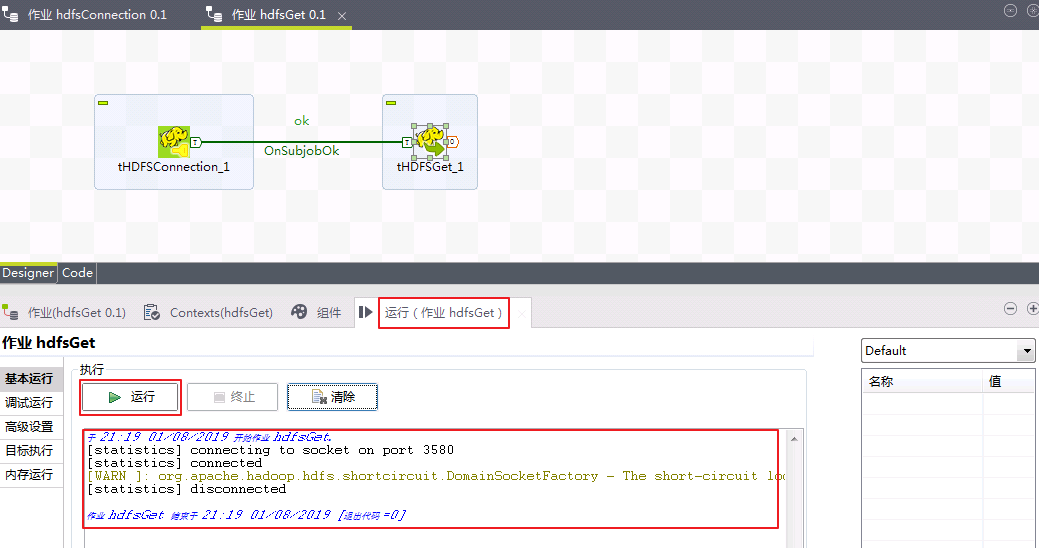 作业 hdfsConnection 0.1
作业 hdfsGet 0.1
ok
OnSubjobOk
tHDFSConnection_1
tHDFSGet_1
Designer
Code
作业(hdfsGet 0.1)
Contexts(hdfsGet)
组件
运行 ( 作业 hdfsGet )
作业 hdfsGet
Default
基本运行
调试运行
高级设置
目标执行
内存运行
执行
运行
终止
清除
名称
值
于 21:19 01/08/2019 开始作业 hdfsGet.
[statistics] connecting to socket on port 3580
[statistics] connected
[WARN ]: org.apache.hadoop.hdfs.shortcircuit.DomainSocketFactory - The short-circuit loc
[statistics] disconnected
作业 hdfsGet 结束于 21:19 01/08/2019 [退出代码 =0]